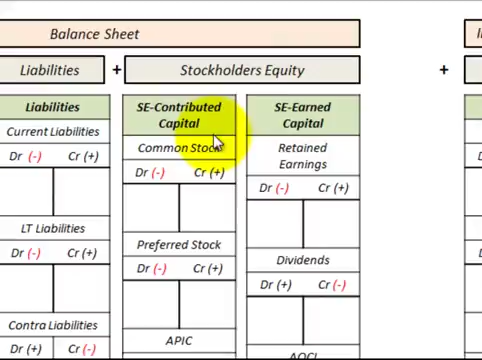 Balance Sheet
Liabilities + Stockholders Equity +
Liabilities
Current Liabilities
Dr (-) Cr (+)
LT Liabilities
Dr (-) Cr (+)
Contra Liabilities
Dr (+) Cr (-)
SE-Contributed
Capital
Common Stock
Dr (-) Cr (+)
Preferred Stock
Dr (-) Cr (+)
APIC
SE-Earned
Capital
Retained
Earnings
Dr (-) Cr (+)
Dividends
Dr (+) Cr (-)
AOCI